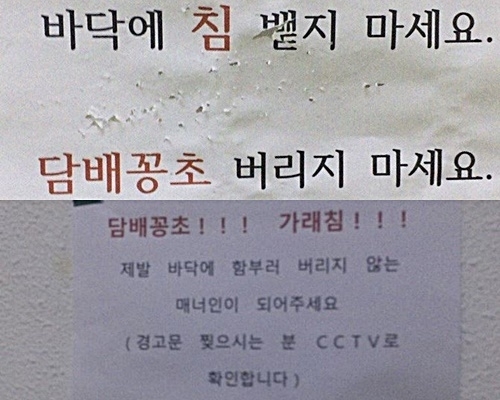 바닥에 침 뱉지 마세요.
담배꽁초 버리지 마세요.
담배꽁초!!! 가래침!!!
제발 바닥에 함부러 버리지 않는
매너인이 되어주세요
(경고문 찢으시는 분 CCTV로
확인합니다)